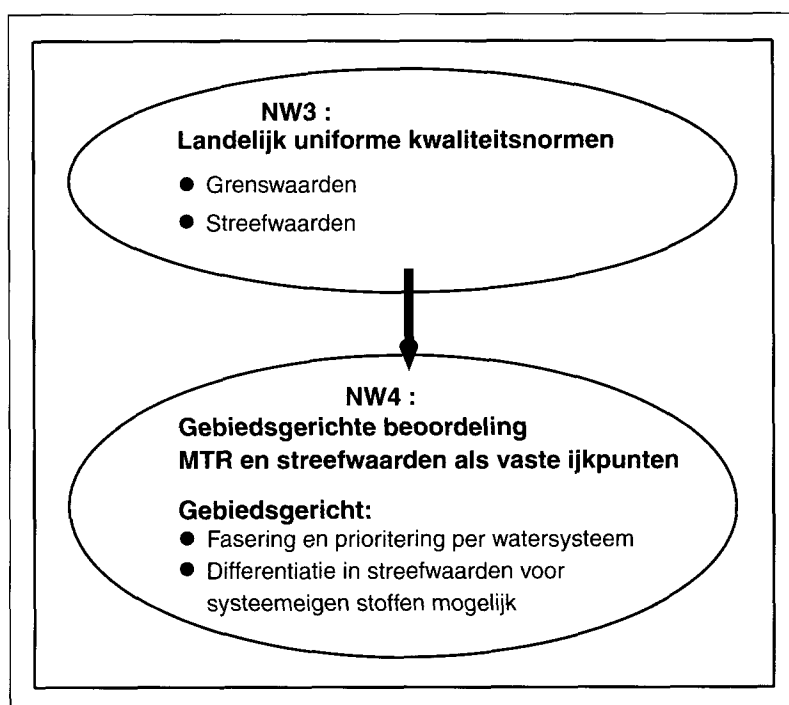 NW3 :
Landelijk uniforme kwaliteitsnormen
● Grenswaarden
● Streefwaarden
NW4 :
Gebiedsgerichte beoordeling
MTR en streefwaarden als vaste ijkpunten
Gebiedsgericht:
● Fasering en prioritering per watersysteem
● Differentiatie in streefwaarden voor
systeemeigen stoffen mogelijk